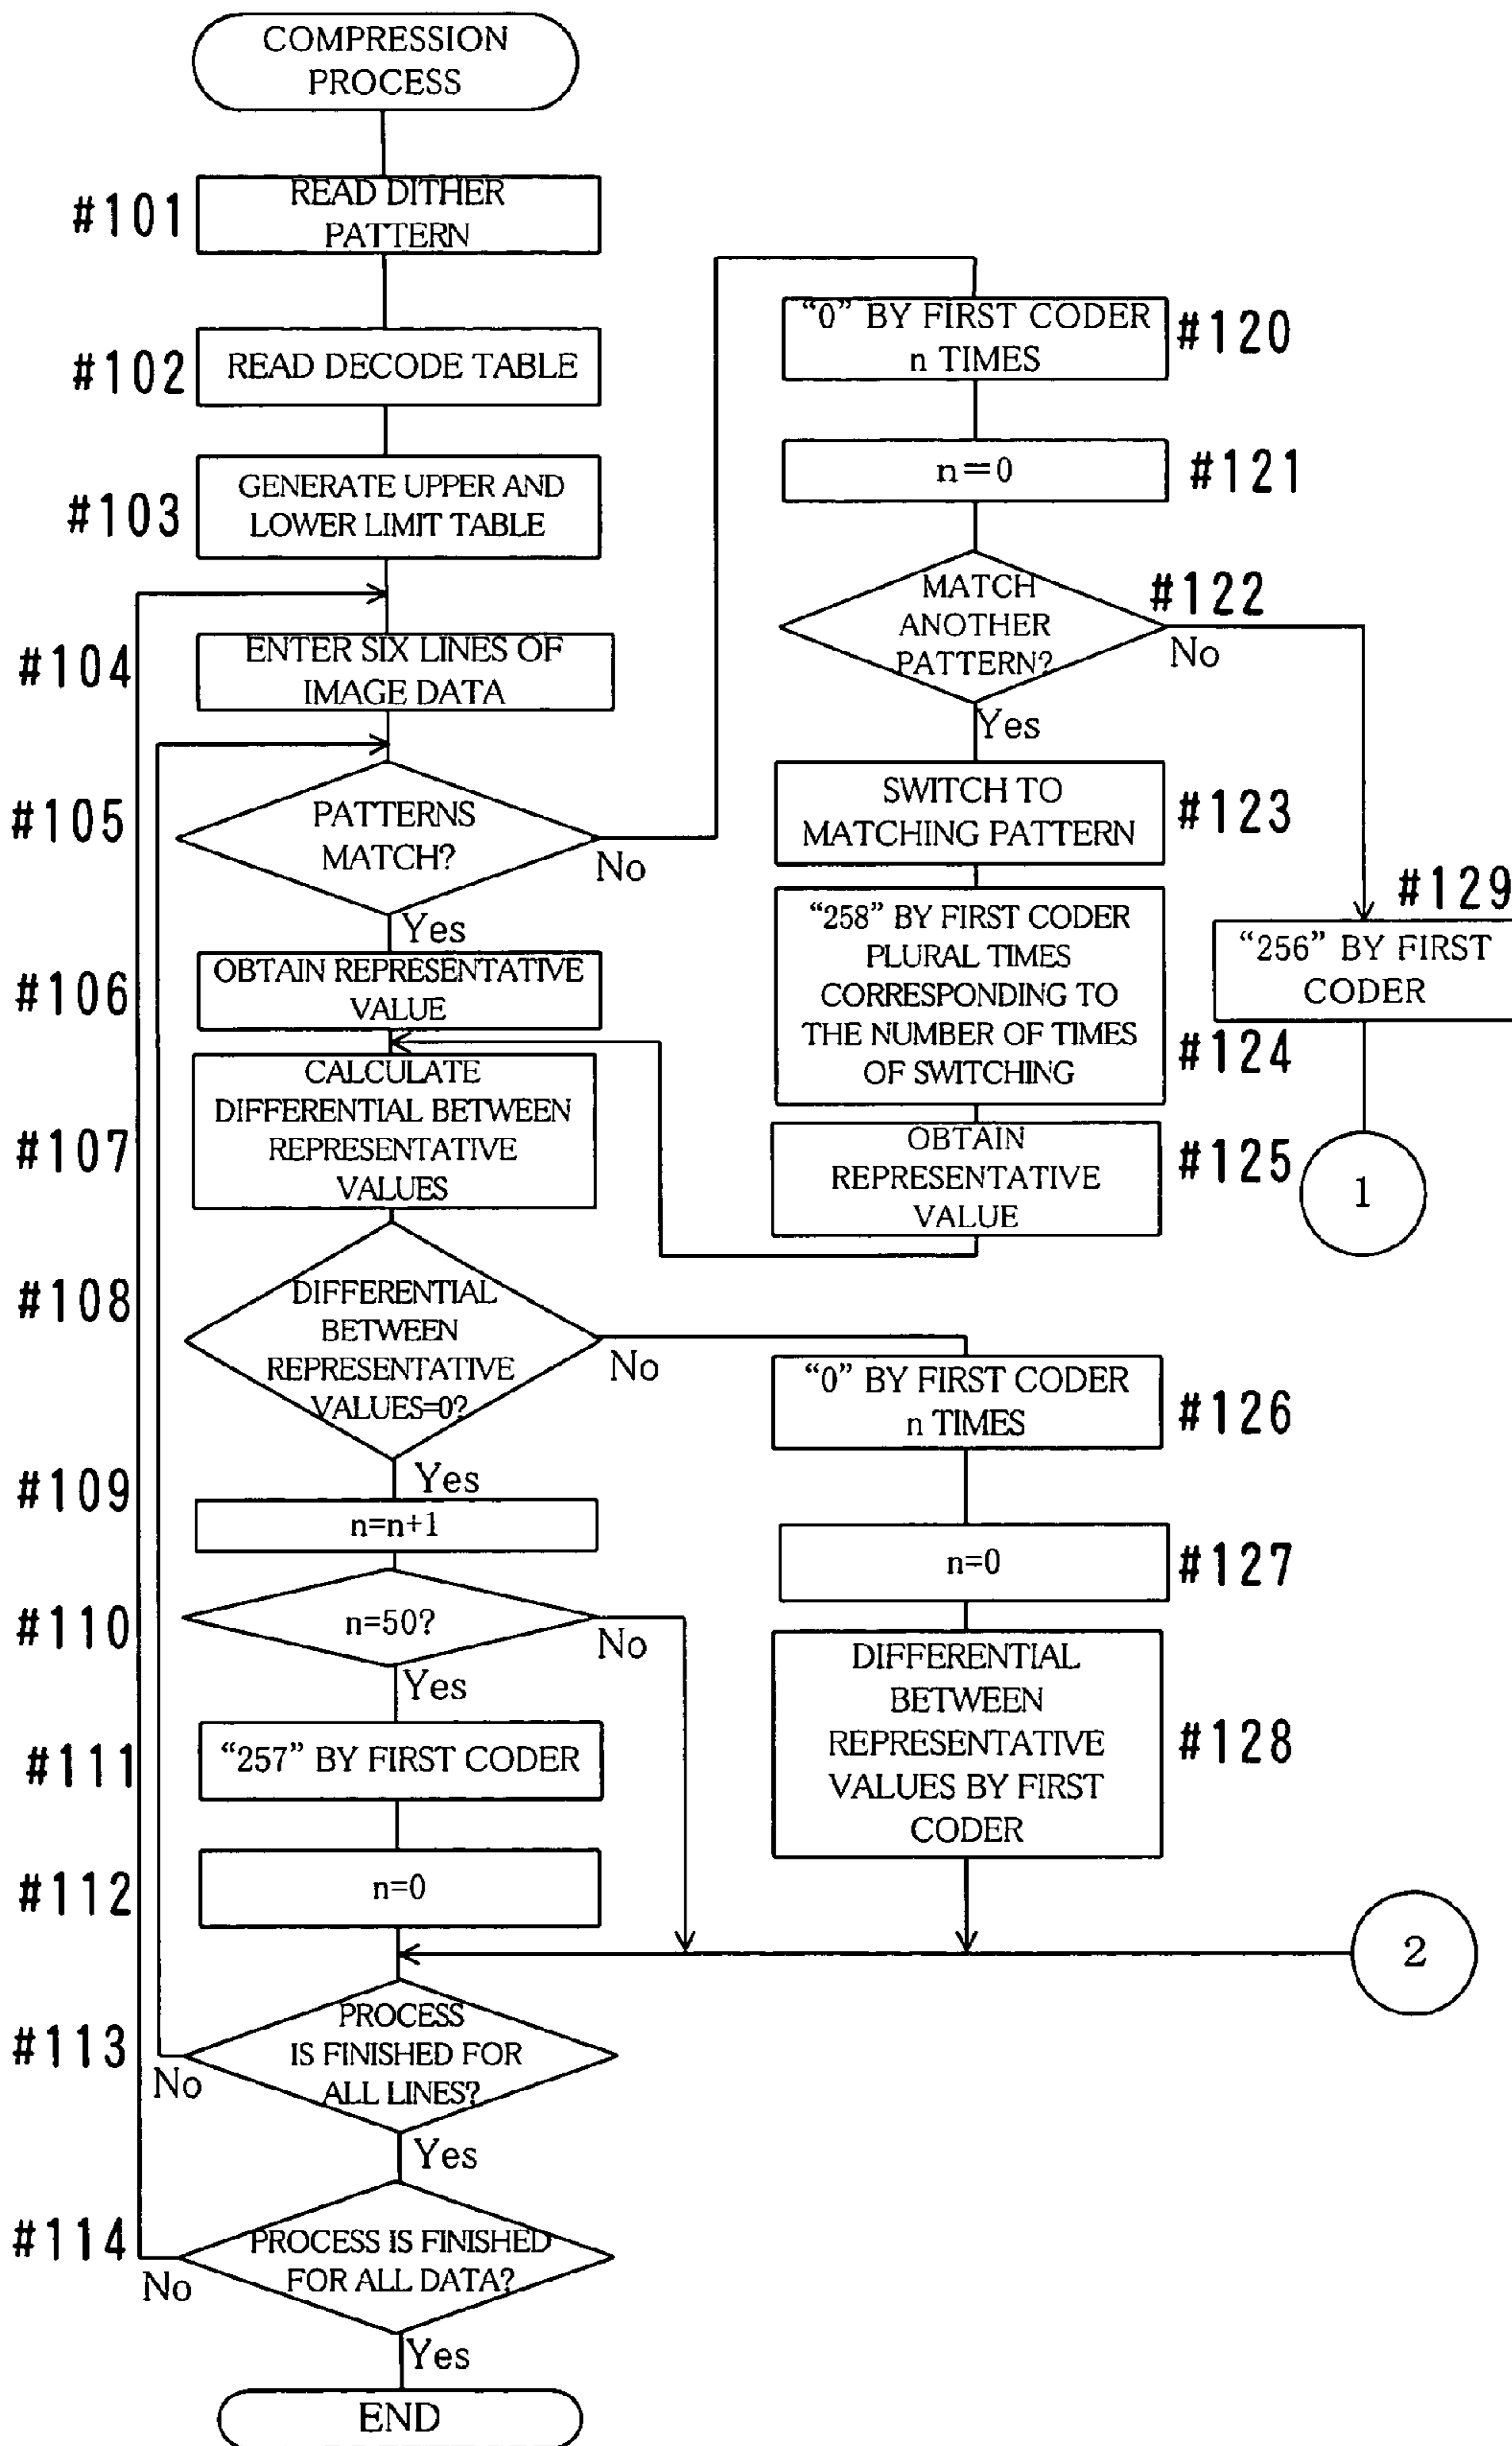 COMPRESSION
PROCESS
#101
READ DITHER
PATTERN
#102
READ DECODE TABLE
#103
GENERATE UPPER AND
LOWER LIMIT TABLE
#104
ENTER SIX LINES OF
IMAGE DATA
#105
PATTERNS
MATCH?
No
Yes
#106
OBTAIN REPRESENTATIVE
VALUE
#107
CALCULATE
DIFFERENTIAL BETWEEN
REPRESENTATIVE
VALUES
#108
DIFFERENTIAL
BETWEEN
REPRESENTATIVE
VALUES=0?
No
Yes
#109
n=n+1
#110
n=50?
No
Yes
#111
“257” BY FIRST CODER
#112
n=0
#113
PROCESS
IS FINISHED FOR
ALL LINES?
No
Yes
#114
PROCESS IS FINISHED
FOR ALL DATA?
No
Yes
END
“0” BY FIRST CODER
n TIMES
#120
n=0
#121
MATCH
ANOTHER
PATTERN?
#122
No
Yes
SWITCH TO
MATCHING PATTERN
#123
“258” BY FIRST CODER
PLURAL TIMES
CORRESPONDING TO
THE NUMBER OF TIMES
OF SWITCHING
#124
OBTAIN
REPRESENTATIVE
VALUE
#125
“0” BY FIRST CODER
n TIMES
#126
n=0
#127
DIFFERENTIAL
BETWEEN
REPRESENTATIVE
VALUES BY FIRST
CODER
#128
#129
“256” BY FIRST
CODER
1
2